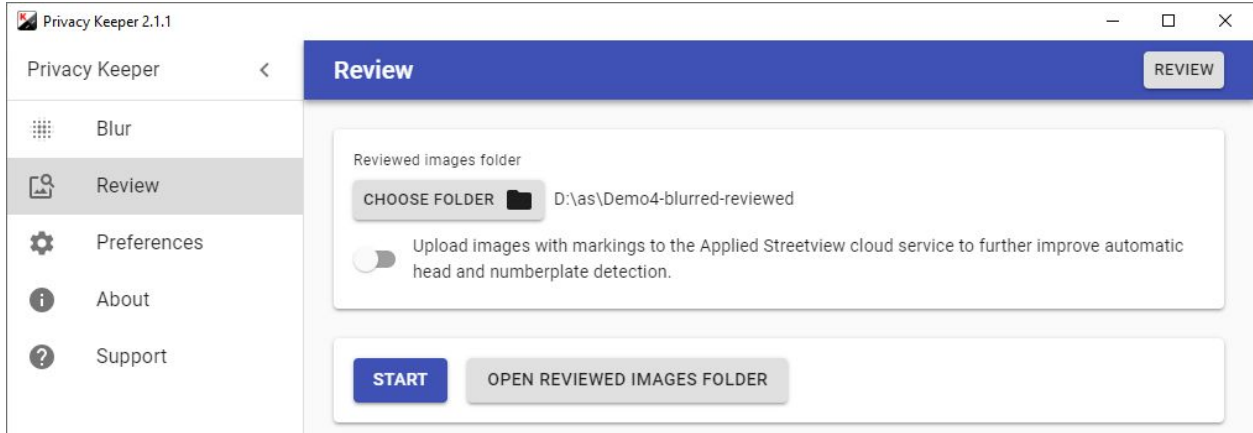 Privacy Keeper 2.1.1
Privacy Keeper
Review
REVIEW
Blur
Review
Preferences
About
Support
Reviewed images folder
CHOOSE FOLDER
D:\as\Demo4-blurred-reviewed
Upload images with markings to the Applied Streetview cloud service to further improve automatic
head and numberplate detection.
START
OPEN REVIEWED IMAGES FOLDER